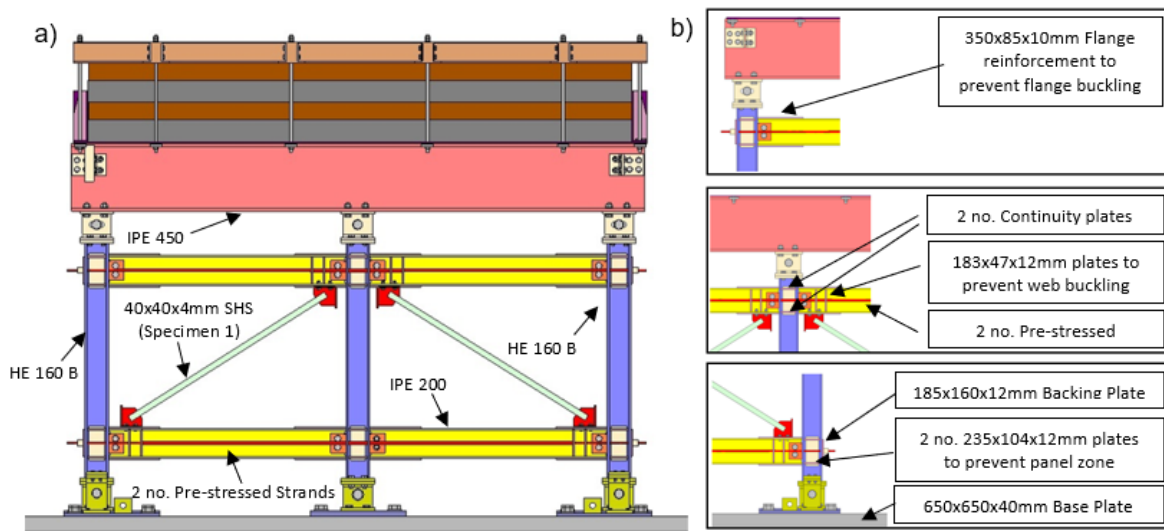 a)
IPE 450
40x40x4mm SHS
(Specimen 1)
HE 160 B
HE 160 B
IPE 200
2 no. Pre-stressed Strands
b)
350x85x10mm Flange
reinforcement to
prevent flange buckling
2 no. Continuity plates
183x47x12mm plates to
prevent web buckling
2 no. Pre-stressed
185x160x12mm Backing Plate
2 no. 235x104x12mm plates
to prevent panel zone
650x650x40mm Base Plate